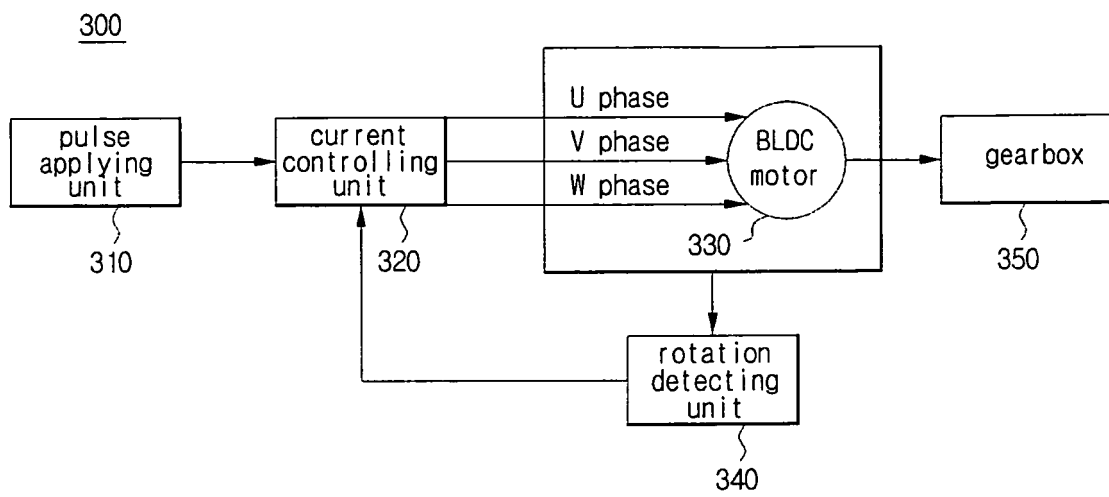 300
pulse
applying
unit
310
current
controlling
unit
320
U phase
V phase
W phase
BLDC
motor
330
gearbox
350
rotation
detecting
unit
340